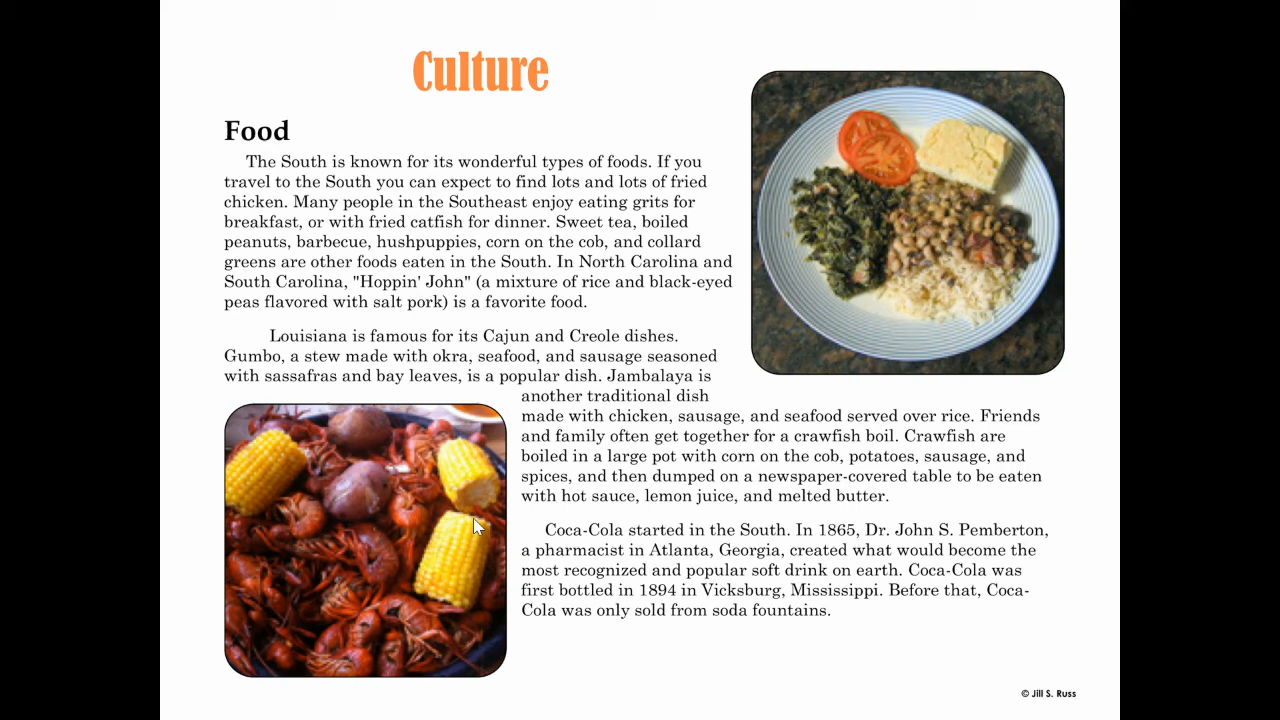 Culture
Food
The South is known for its wonderful types of foods. If you
travel to the South you can expect to find lots and lots of fried
chicken. Many people in the Southeast enjoy eating grits for
breakfast, or with fried catfish for dinner. Sweet tea, boiled
peanuts, barbecue, hushpuppies, corn on the cob, and collard
greens are other foods eaten in the South. In North Carolina and
South Carolina, "Hoppin' John" (a mixture of rice and black-eyed
peas flavored with salt pork) is a favorite food.
Louisiana is famous for its Cajun and Creole dishes.
Gumbo, a stew made with okra, seafood, and sausage seasoned
with sassafras and bay leaves, is a popular dish. Jambalaya is
another traditional dish
made with chicken, sausage, and seafood served over rice. Friends
and family often get together for a crawfish boil. Crawfish are
boiled in a large pot with corn on the cob, potatoes, sausage, and
spices, and then dumped on a newspaper-covered table to be eaten
with hot sauce, lemon juice, and melted butter.
Coca-Cola started in the South. In 1865, Dr. John S. Pemberton,
a pharmacist in Atlanta, Georgia, created what would become the
most recognized and popular soft drink on earth. Coca-Cola was
first bottled in 1894 in Vicksburg, Mississippi. Before that, Coca-
Cola was only sold from soda fountains.
© Jill S. Russ